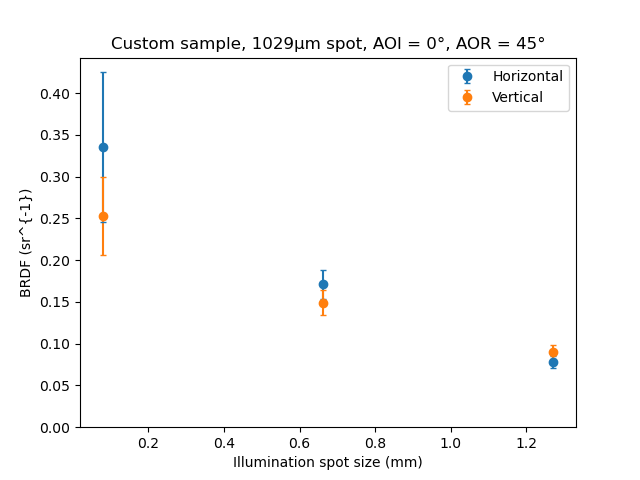 Custom sample, 1029μm spot, AOI = 0°, AOR = 45°
Horizontal
Vertical
BRDF (sr^{-1})
0.40
0.35
0.30
0.25
0.20
0.15
0.10
0.05
0.00
0.2 0.4 0.6 0.8 1.0 1.2
Illumination spot size (mm)